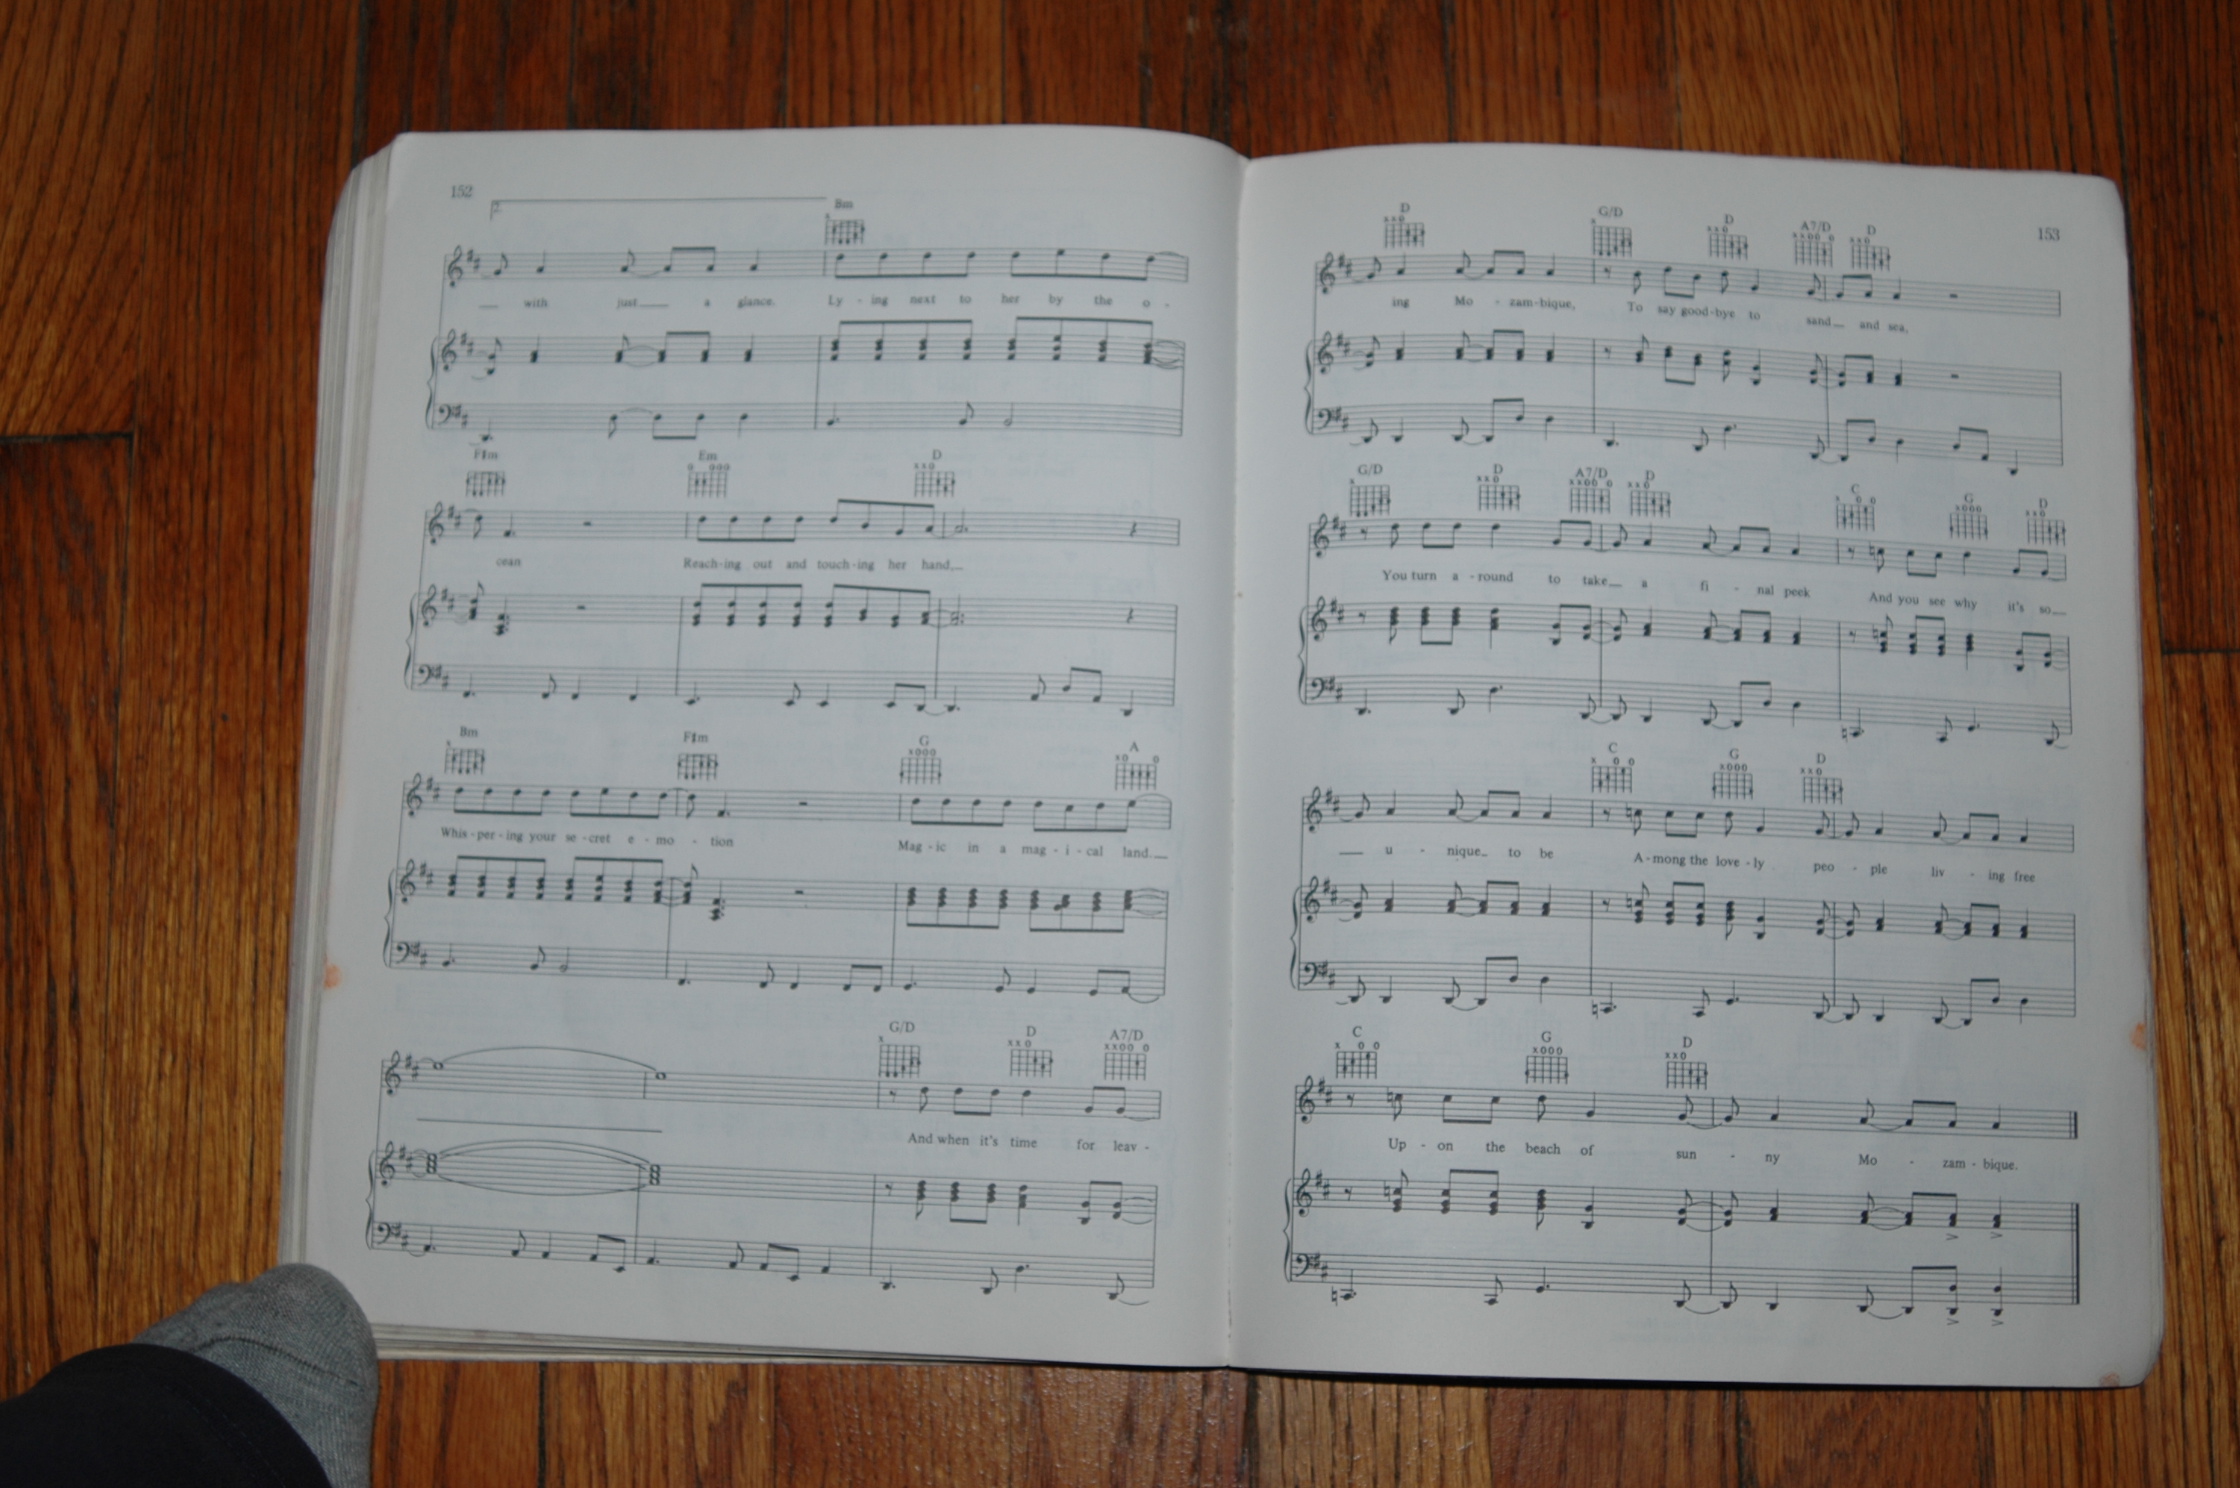 152
2.
Bm
with just a glance. Ly - ing next to her by the o -
F♯m Em D
cean Reach - ing out and touch - ing her hand,
Bm F♯m G A
Whis - per - ing your se - cret e - mo - tion Mag - ic in a mag - i - cal land.
G/D D A7/D
And when it's time for leav -
153
D G/D D A7/D D
ing Mo - zam - bique, To say good - bye to sand and sea,
G/D D A7/D D C G D
You turn a - round to take a fi - nal peek And you see why it's so
C G D
u - nique to be A - mong the love - ly peo - ple liv - ing free
C G D
Up - on the beach of sun - ny Mo - zam - bique.